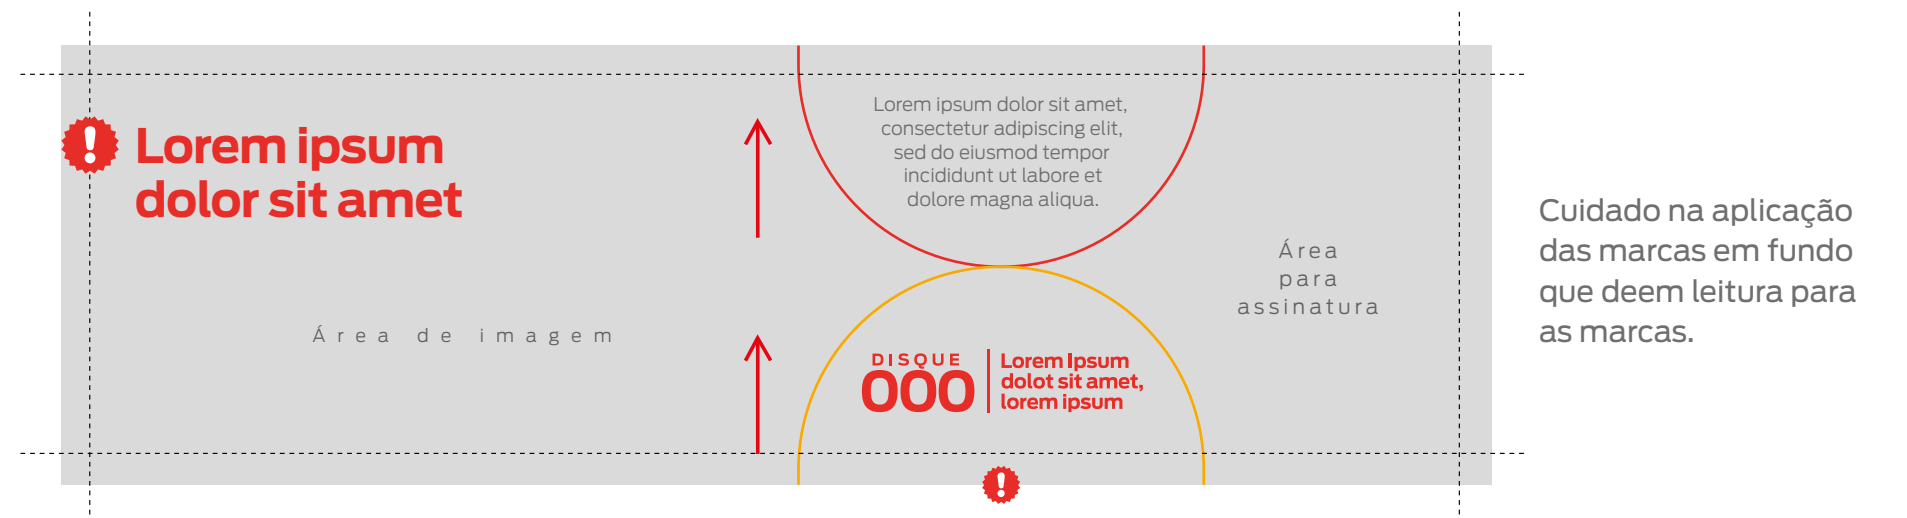 Lorem ipsum
dolor sit amet
Área de imagem
Lorem ipsum dolor sit amet,
consectetur adipiscing elit,
sed do eiusmod tempor
incididunt ut labore et
dolore magna aliqua.
DISQUE
000
Lorem Ipsum
dolot sit amet,
lorem ipsum
Área
para
assinatura
Cuidado na aplicação
das marcas em fundo
que deem leitura para
as marcas.